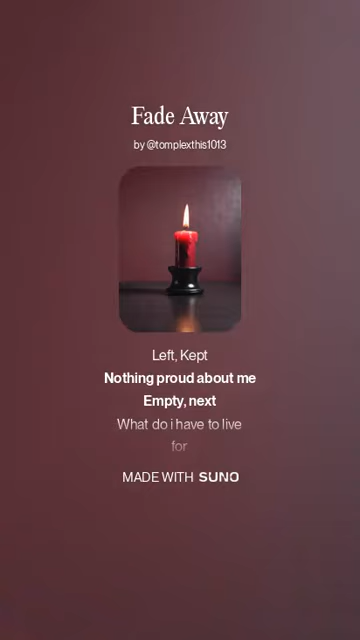 Fade Away
by @tomplexthis1013
Left, Kept
Nothing proud about me
Empty, next
What do i have to live
for
MADE WITH SUNO